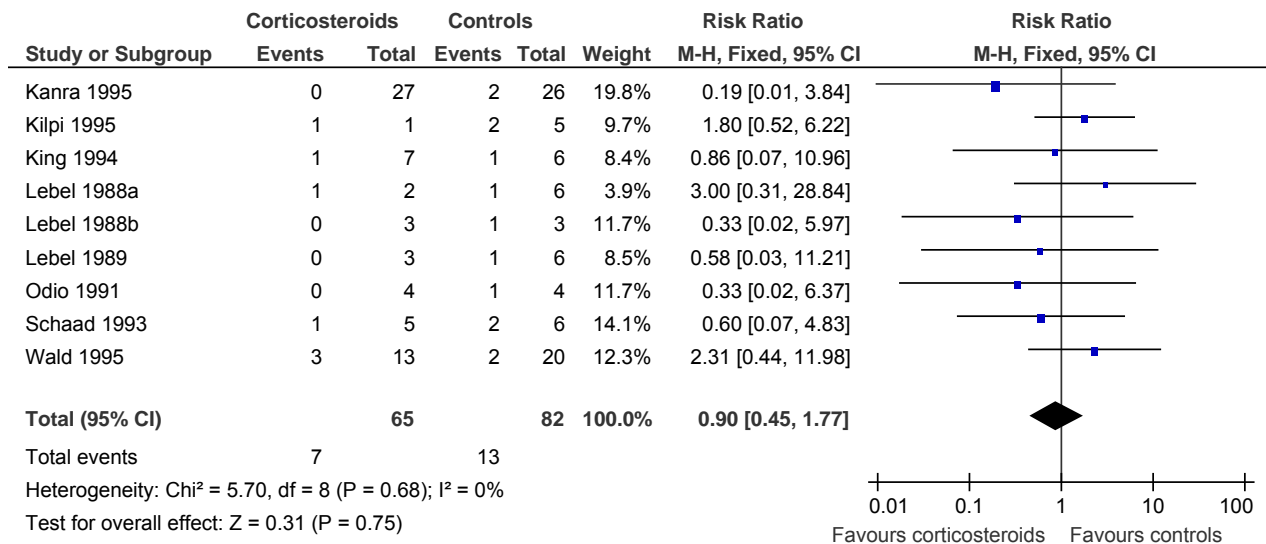 Corticosteroids Controls Risk Ratio Risk Ratio
Study or Subgroup Events Total Events Total Weight M-H, Fixed, 95% CI M-H, Fixed, 95% CI
Kanra 1995 0 27 2 26 19.8% 0.19 [0.01, 3.84]
Kilpi 1995 1 1 2 5 9.7% 1.80 [0.52, 6.22]
King 1994 1 7 1 6 8.4% 0.86 [0.07, 10.96]
Lebel 1988a 1 2 1 6 3.9% 3.00 [0.31, 28.84]
Lebel 1988b 0 3 1 3 11.7% 0.33 [0.02, 5.97]
Lebel 1989 0 3 1 6 8.5% 0.58 [0.03, 11.21]
Odio 1991 0 4 1 4 11.7% 0.33 [0.02, 6.37]
Schaad 1993 1 5 2 6 14.1% 0.60 [0.07, 4.83]
Wald 1995 3 13 2 20 12.3% 2.31 [0.44, 11.98]
Total (95% CI) 65 82 100.0% 0.90 [0.45, 1.77]
Total events 7 13
Heterogeneity: Chi² = 5.70, df = 8 (P = 0.68); I² = 0%
Test for overall effect: Z = 0.31 (P = 0.75)
0.01 0.1 1 10 100
Favours corticosteroids Favours controls